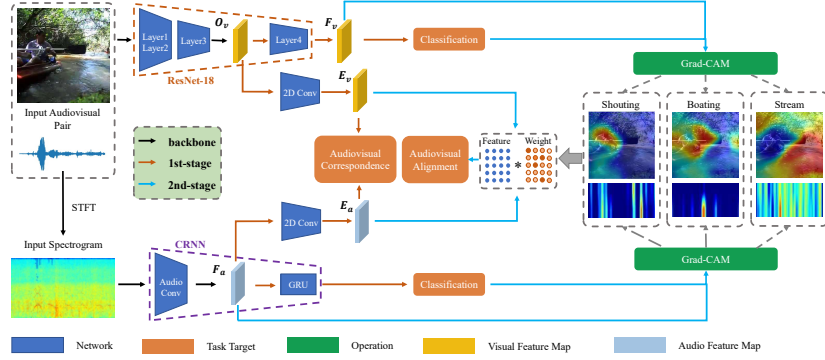 Layer1
Layer2
Layer3
O_v
Layer4
F_v
Classification
ResNet-18
Grad-CAM
Input Audiovisual
Pair
2D Conv
E_v
Shouting
Boating
Stream
backbone
1st-stage
2nd-stage
Audiovisual
Correspondence
Audiovisual
Alignment
Feature
Weight
*
STFT
2D Conv
E_a
Input Spectrogram
CRNN
Audio
Conv
F_a
GRU
Classification
Grad-CAM
Network
Task Target
Operation
Visual Feature Map
Audio Feature Map